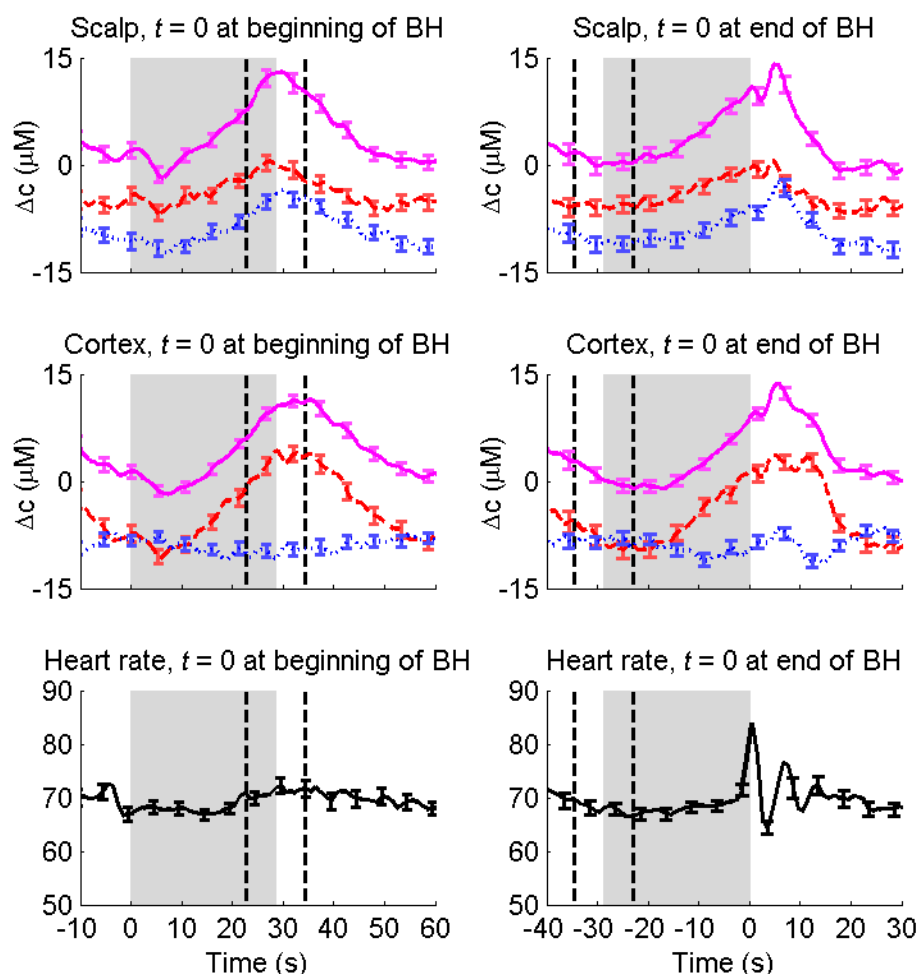 Scalp, t = 0 at beginning of BH
Scalp, t = 0 at end of BH
15
0
-15
Δc (μM)
15
0
-15
Δc (μM)
Cortex, t = 0 at beginning of BH
Cortex, t = 0 at end of BH
15
0
-15
Δc (μM)
15
0
-15
Δc (μM)
Heart rate, t = 0 at beginning of BH
Heart rate, t = 0 at end of BH
90
80
70
60
50
90
80
70
60
50
-10 0 10 20 30 40 50 60
-40 -30 -20 -10 0 10 20 30
Time (s)
Time (s)